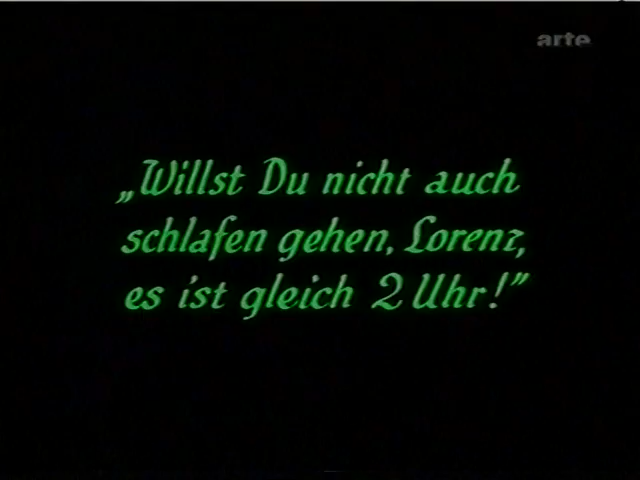 arte
„Willst Du nicht auch
schlafen gehen, Lorenz,
es ist gleich 2 Uhr!”